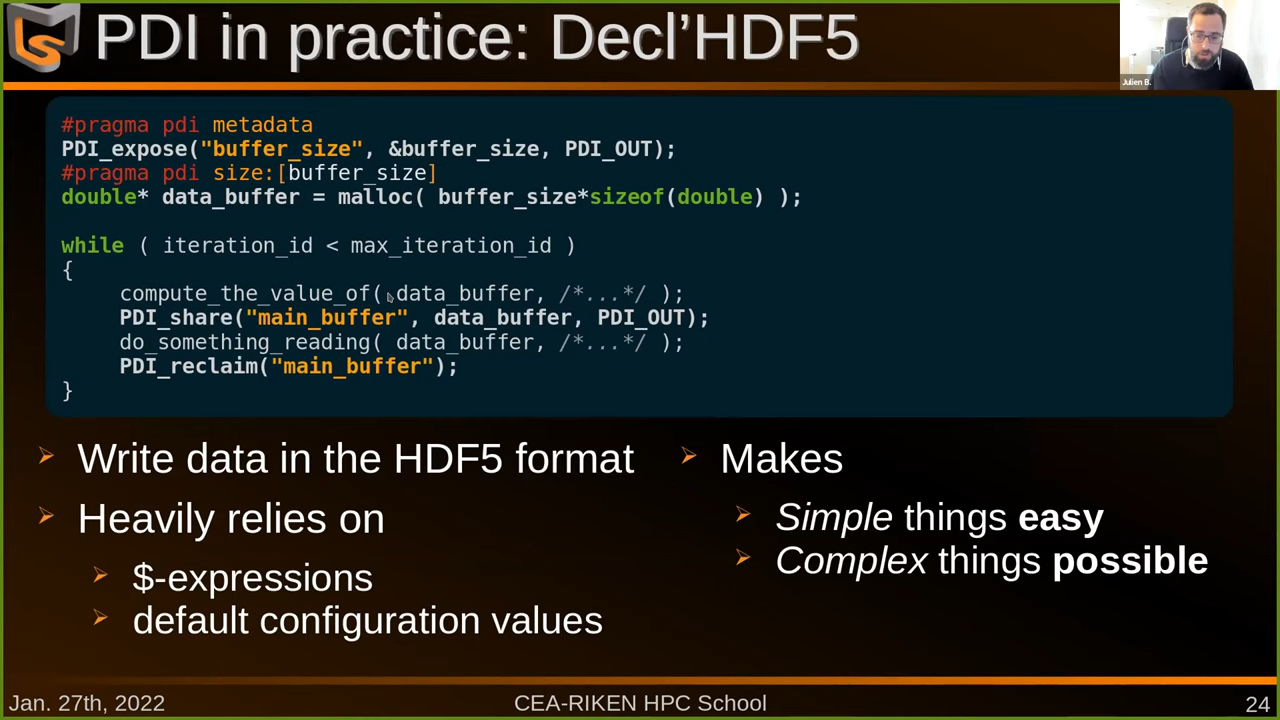 PDI in practice: Decl’HDF5
Julien B.
#pragma pdi metadata
PDI_expose("buffer_size", &buffer_size, PDI_OUT);
#pragma pdi size:[buffer_size]
double* data_buffer = malloc( buffer_size*sizeof(double) );
while ( iteration_id < max_iteration_id )
{
compute_the_value_of( data_buffer, /*...*/ );
PDI_share("main_buffer", data_buffer, PDI_OUT);
do_something_reading( data_buffer, /*...*/ );
PDI_reclaim("main_buffer");
}
Write data in the HDF5 format
Heavily relies on
$-expressions
default configuration values
Makes
Simple things easy
Complex things possible
Jan. 27th, 2022
CEA-RIKEN HPC School
24